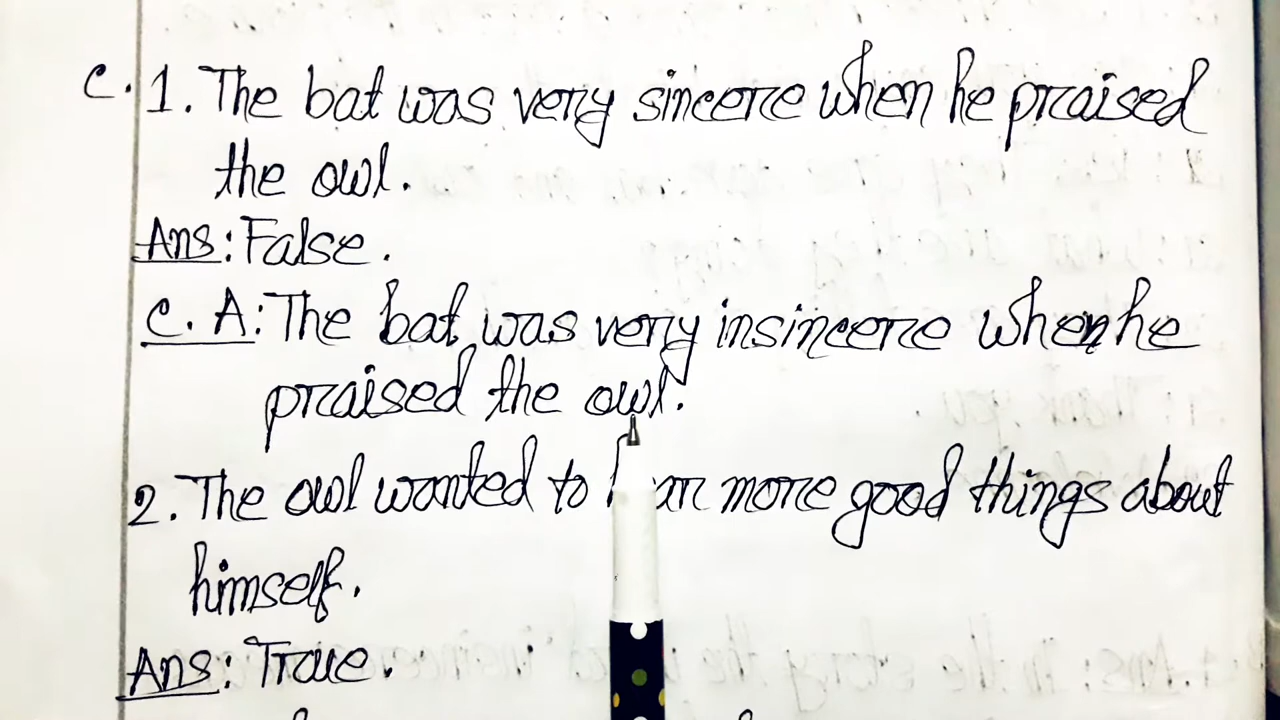 C. 1. The bat was very sincere when he praised
the owl.
Ans: False.
C. A: The bat was very insincere when he
praised the owl.
2. The owl wanted to more good things about
himself.
Ans: True.